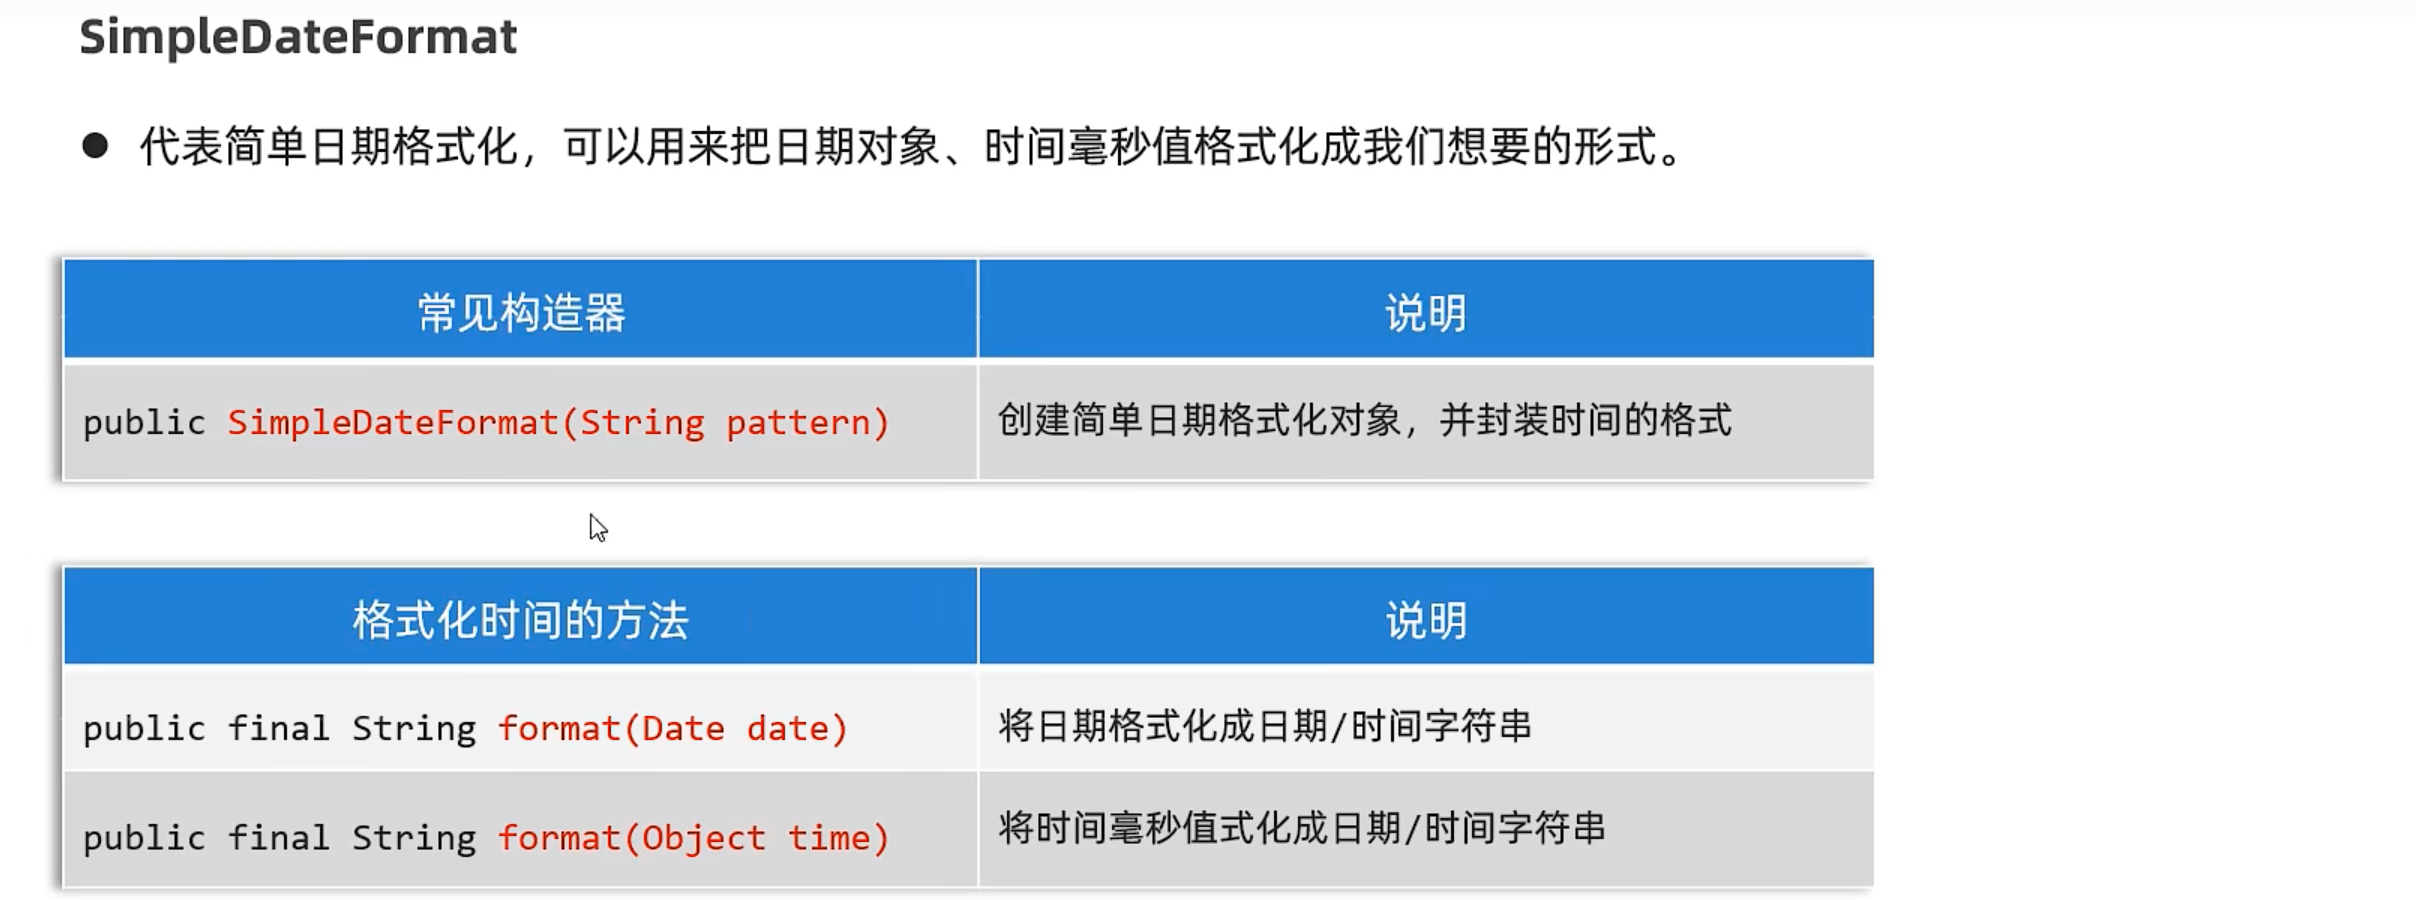 SimpleDateFormat
● 代表简单日期格式化，可以用来把日期对象、时间毫秒值格式化成我们想要的形式。
常见构造器 说明
public SimpleDateFormat(String pattern) 创建简单日期格式化对象，并封装时间的格式
格式化时间的方法 说明
public final String format(Date date) 将日期格式化成日期/时间字符串
public final String format(Object time) 将时间毫秒值式化成日期/时间字符串